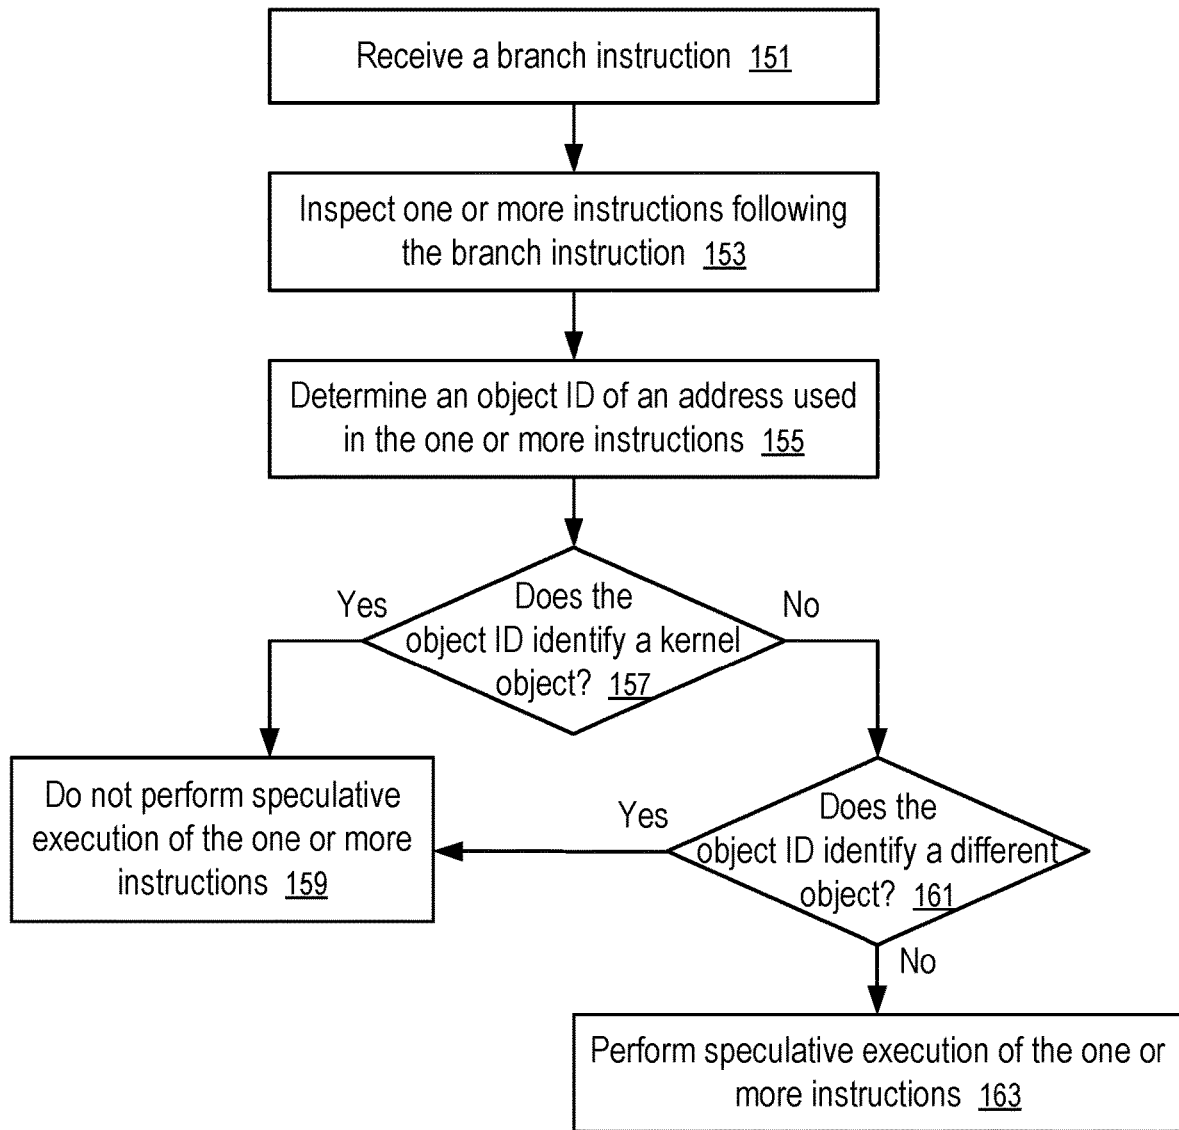 Receive a branch instruction 151
Inspect one or more instructions following
the branch instruction 153
Determine an object ID of an address used
in the one or more instructions 155
Yes
Does the
object ID identify a kernel
object? 157
No
Do not perform speculative
execution of the one or more
instructions 159
Yes
Does the
object ID identify a different
object? 161
No
Perform speculative execution of the one or
more instructions 163